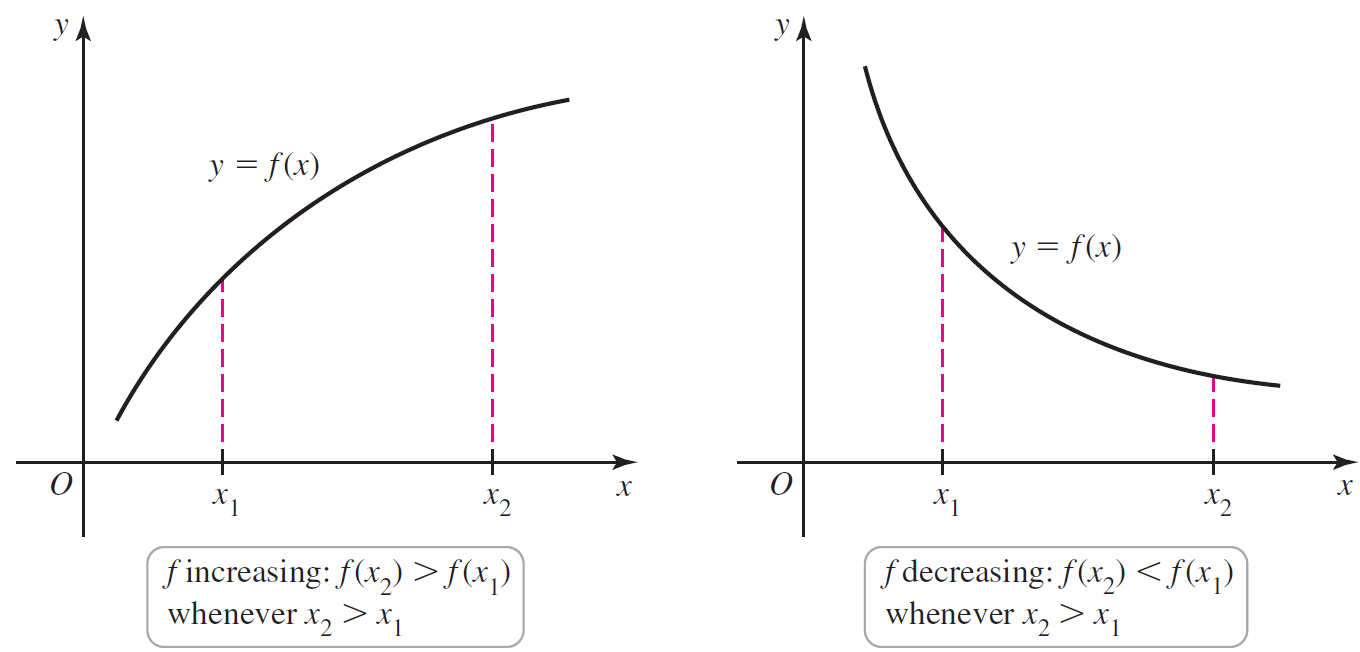 y
y = f(x)
O
x₁
x₂
x
f increasing: f(x₂) > f(x₁)
whenever x₂ > x₁
y
y = f(x)
O
x₁
x₂
x
f decreasing: f(x₂) < f(x₁)
whenever x₂ > x₁